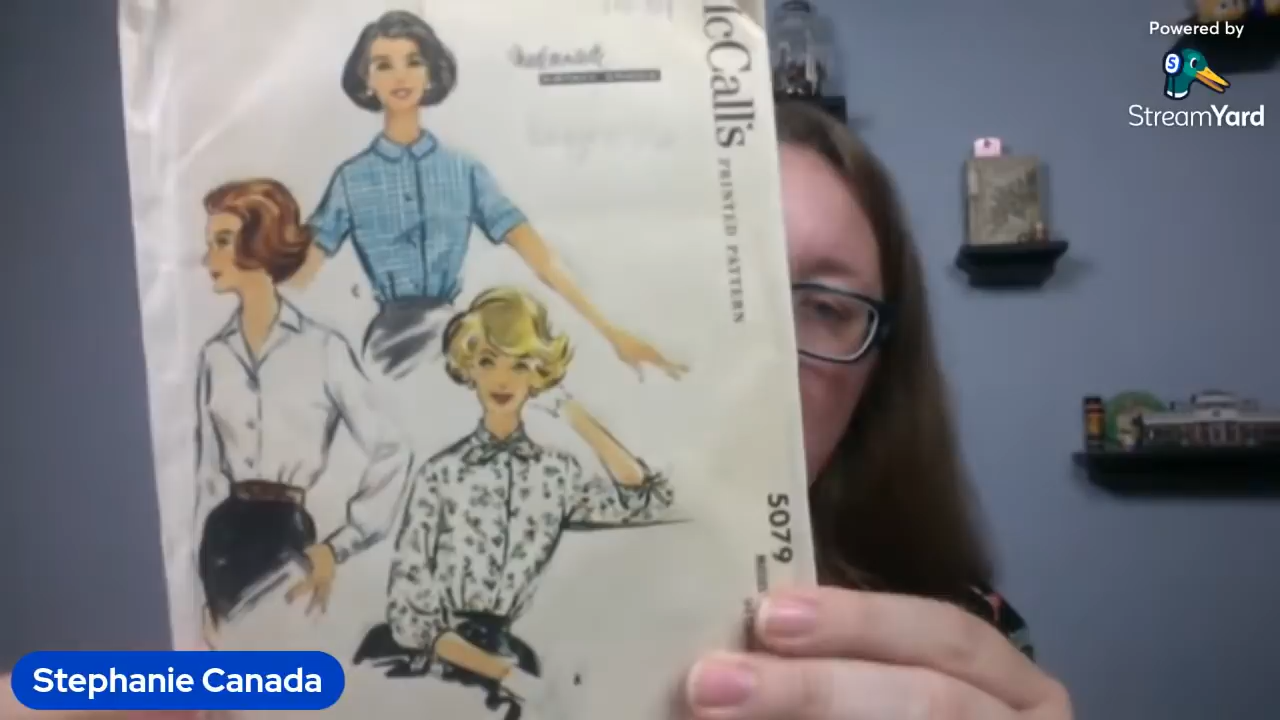 McCall's PRINTED PATTERN
5079
C
A
Powered by
S
StreamYard
Stephanie Canada